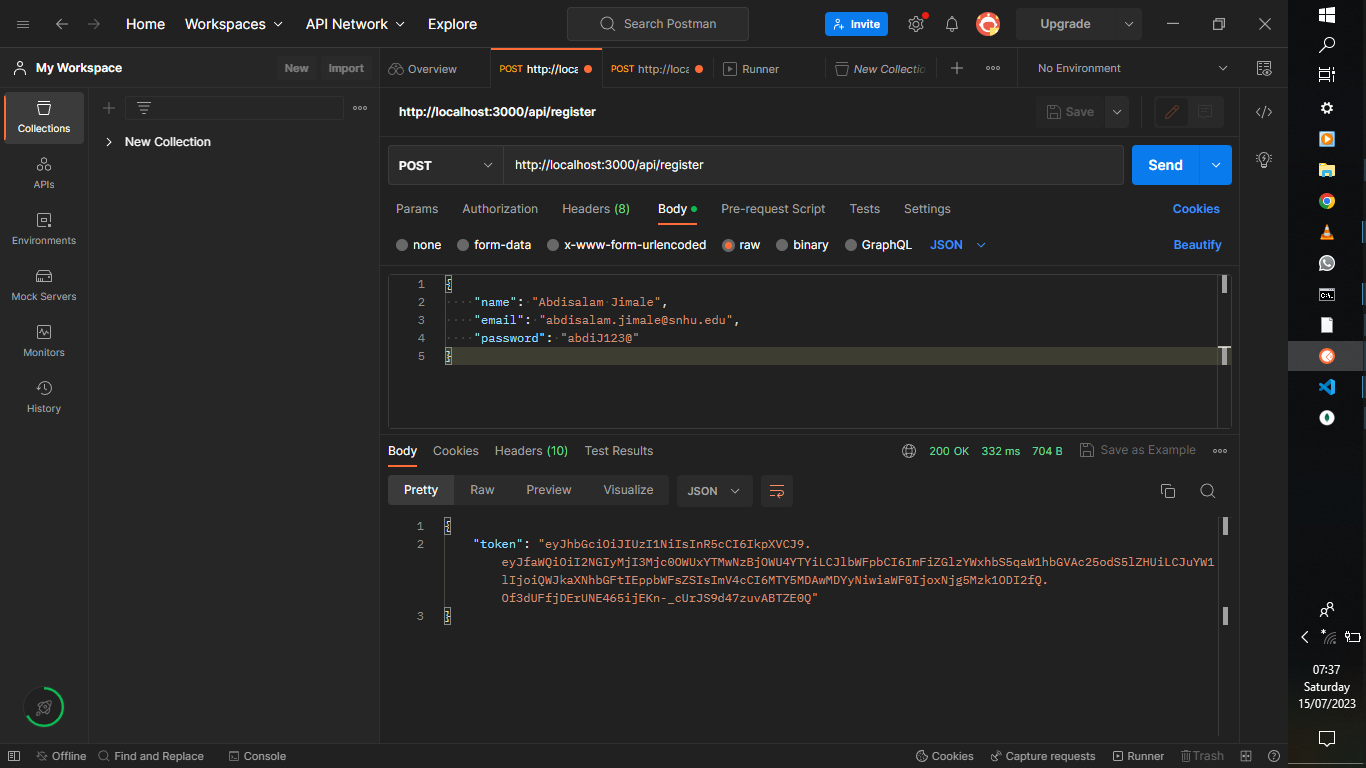 Home
Workspaces
API Network
Explore
Search Postman
Invite
Upgrade
My Workspace
New
Import
Overview
POST http://loca
POST http://loca
Runner
New Collectio
No Environment
Collections
APIs
Environments
Mock Servers
Monitors
History
New Collection
http://localhost:3000/api/register
Save
POST
http://localhost:3000/api/register
Send
Params
Authorization
Headers (8)
Body
Pre-request Script
Tests
Settings
Cookies
none
form-data
x-www-form-urlencoded
raw
binary
GraphQL
JSON
Beautify
1 {
2 "name": "Abdisalam Jimale",
3 "email": "abdisalam.jimale@snhu.edu",
4 "password": "abdiJ123@"
5 }
Body
Cookies
Headers (10)
Test Results
200 OK
332 ms
704 B
Save as Example
Pretty
Raw
Preview
Visualize
JSON
1 {
2 "token": "eyJhbGciOiJIUzI1NiIsInR5cCI6IkpXVCJ9.
eyJfaWQiOiI2NGIyMjI3Mjc0OWUxYTMwNzBjOWU4YTYiLCJlbWFpbCI6ImFiZGlzYWxhbS5qaW1hbGVAc25odS5lZHUiLCJuYW1
lIjoiQWJkaXNhbGFtIEppbWFsZSIsImV4cCI6MTY5MDAwMDYyNiwiaWF0IjoxNjg5Mzk1ODI2fQ.
Of3dUFfjDErUNE465ijEKn-_cUrJS9d47zuvABTZE0Q"
3 }
Offline
Find and Replace
Console
Cookies
Capture requests
Runner
Trash
07:37
Saturday
15/07/2023